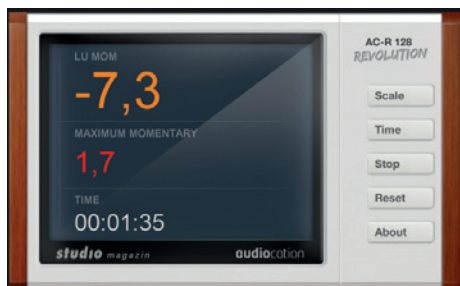 LU MOM
-7,3
MAXIMUM MOMENTARY
1,7
TIME
00:01:35
studio magazin
audiocation
AC-R 128
REVOLUTION
Scale
Time
Stop
Reset
About